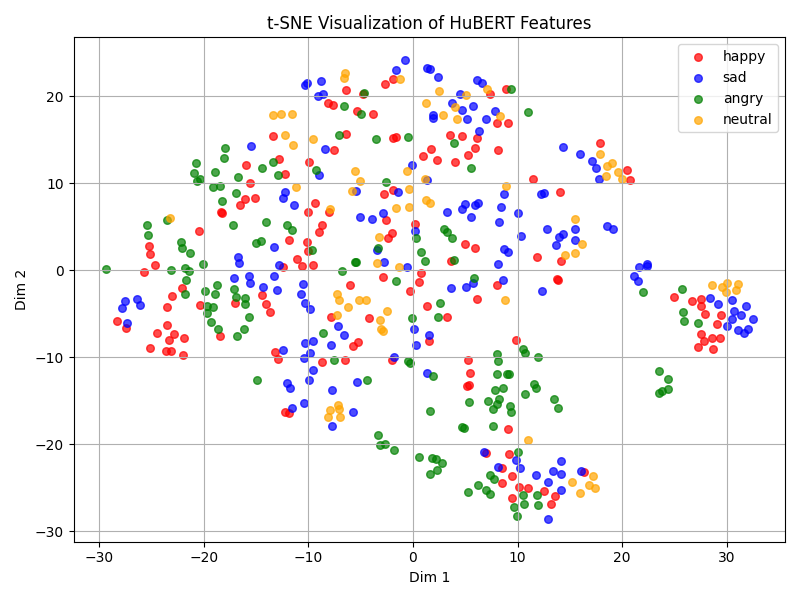 t-SNE Visualization of HuBERT Features
happy
sad
angry
neutral
Dim 2
20
10
0
−10
−20
−30
−30
−20
−10
0
10
20
30
Dim 1